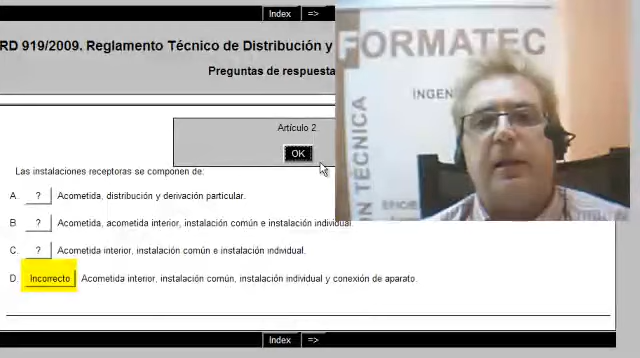 Index =>
RD 919/2009. Reglamento Técnico de Distribución y
Preguntas de respuesta
FORMATEC
INGEN
ÓN TÉCNICA
EFICIE
Artículo 2
OK
Las instalaciones receptoras se componen de:
A. ? Acometida, distribución y derivación particular.
B ? Acometida, acometida interior, instalación común e instalación individual.
C. ? Acometida interior, instalación común e instalación individual.
D. Incorrecto Acometida interior, instalación común, instalación individual y conexión de aparato.
Index =>